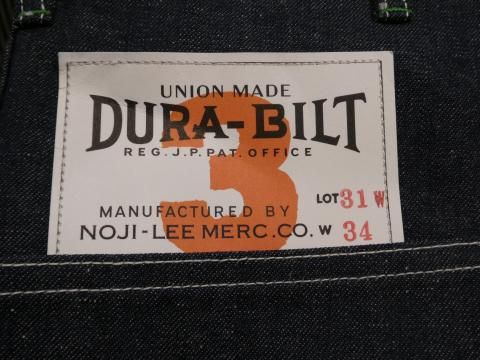 UNION MADE
DURA-BILT
REG. J.P. PAT. OFFICE
3
LOT 31 W
MANUFACTURED BY
NOJI-LEE MERC. CO. W 34